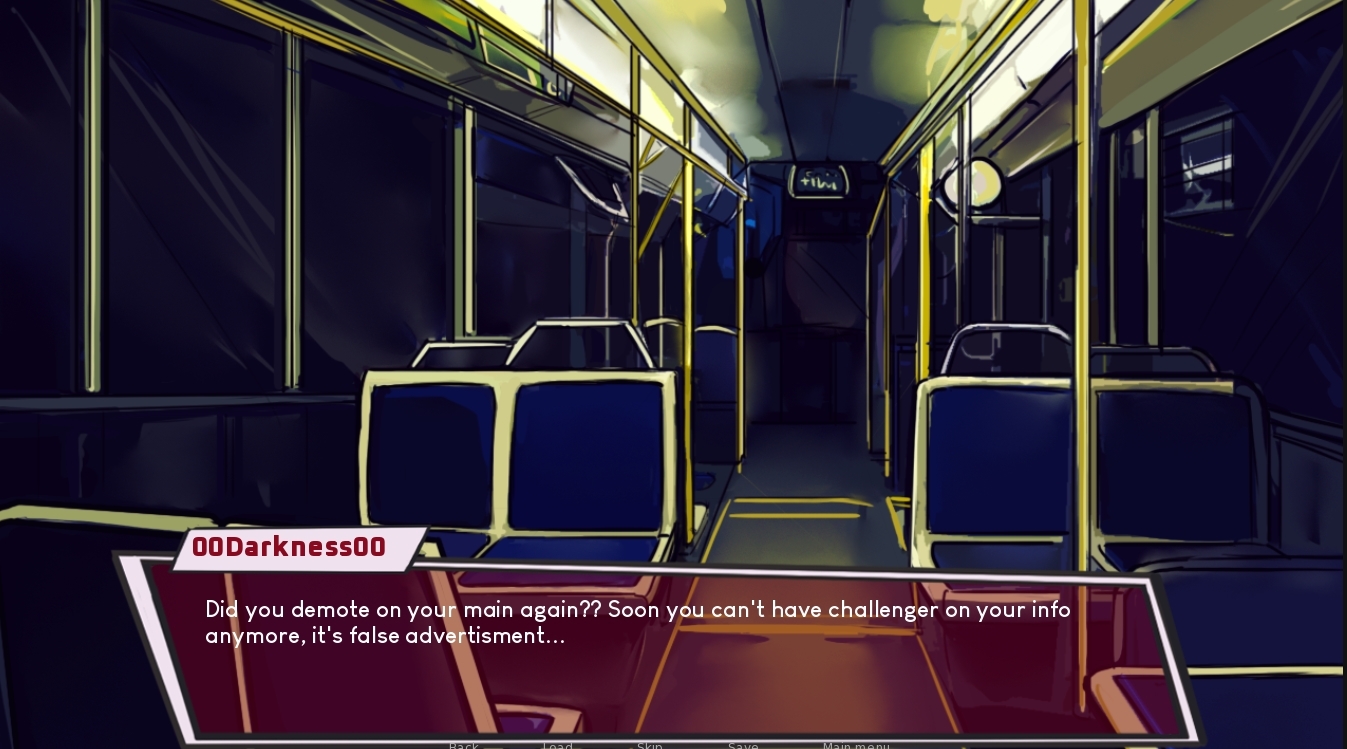 00Darkness00
Did you demote on your main again?? Soon you can't have challenger on your info
anymore, it's false advertisment...
Back Load Skip Save Main menu